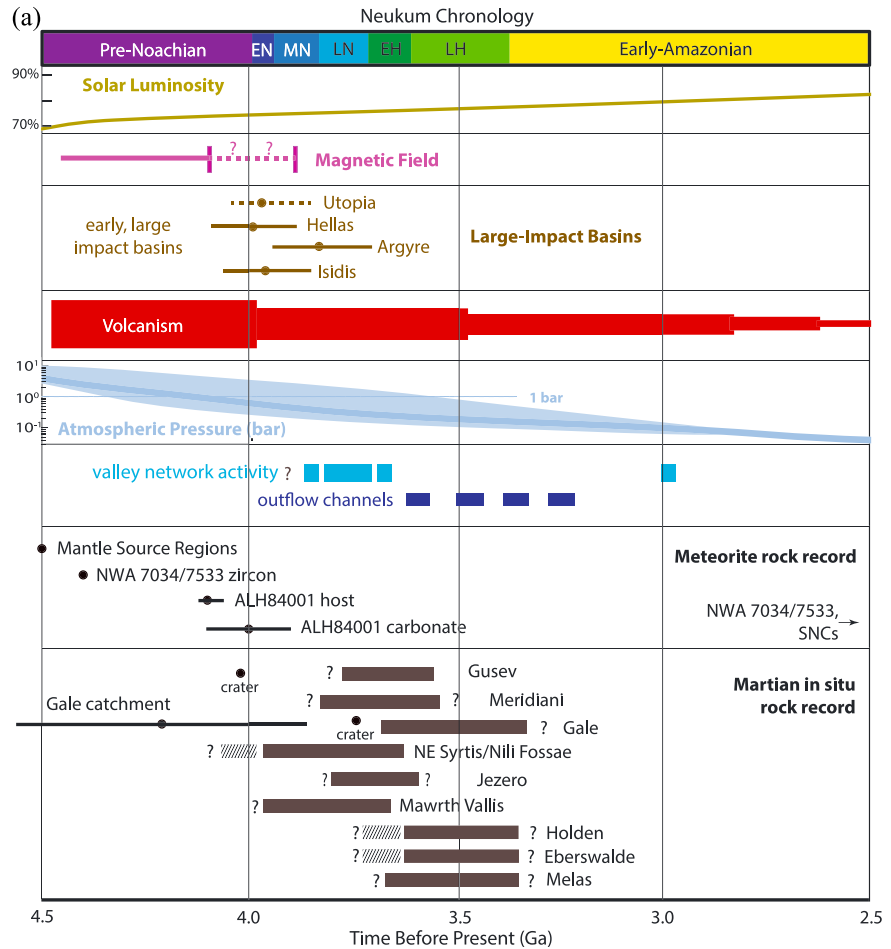 (a)
Neukum Chronology
Pre-Noachian EN MN LN EH LH Early-Amazonian
90%
Solar Luminosity
70%
? ?
Magnetic Field
Utopia
early, large
impact basins
Hellas
Large-Impact Basins
Argyre
Isidis
Volcanism
10¹
10⁰
1 bar
10⁻¹
Atmospheric Pressure (bar)
valley network activity ?
outflow channels
Mantle Source Regions
Meteorite rock record
NWA 7034/7533 zircon
ALH84001 host
NWA 7034/7533,
SNCs
ALH84001 carbonate
? Gusev
Martian in situ
rock record
crater
Gale catchment
? ? Meridiani
crater
? Gale
? NE Syrtis/Nili Fossae
? ? Jezero
? Mawrth Vallis
? ? Holden
? ? Eberswalde
? ? Melas
4.5 4.0 3.5 3.0 2.5
Time Before Present (Ga)